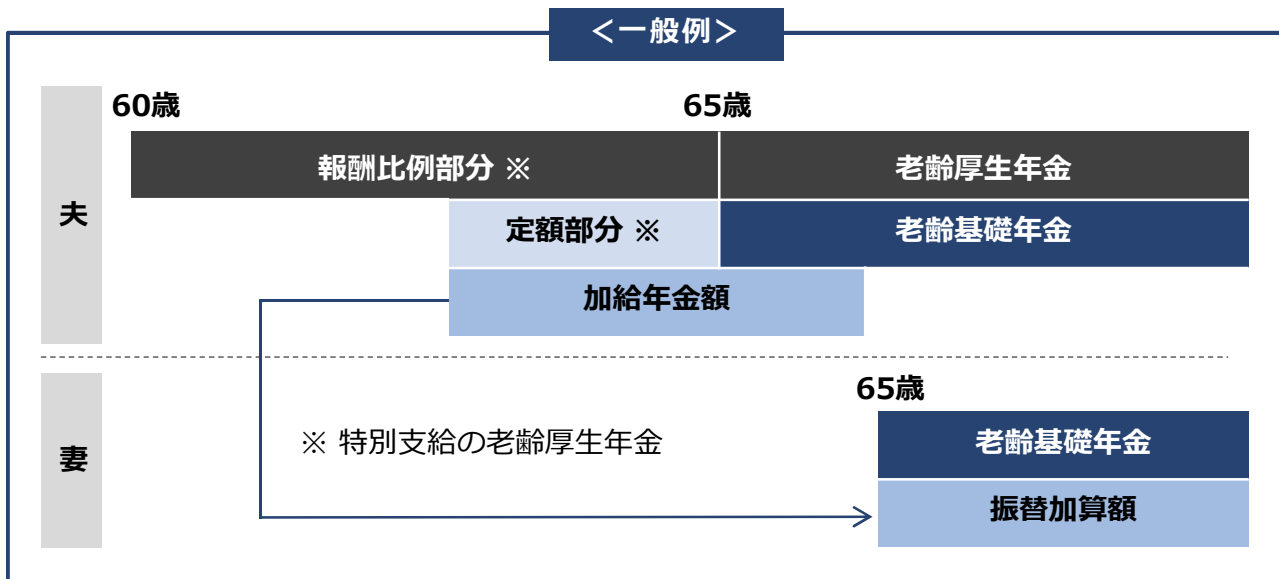 ＜一般例＞
60歳
65歳
報酬比例部分 ※
老齢厚生年金
夫
定額部分 ※
老齢基礎年金
加給年金額
65歳
妻
※ 特別支給の老齢厚生年金
老齢基礎年金
振替加算額